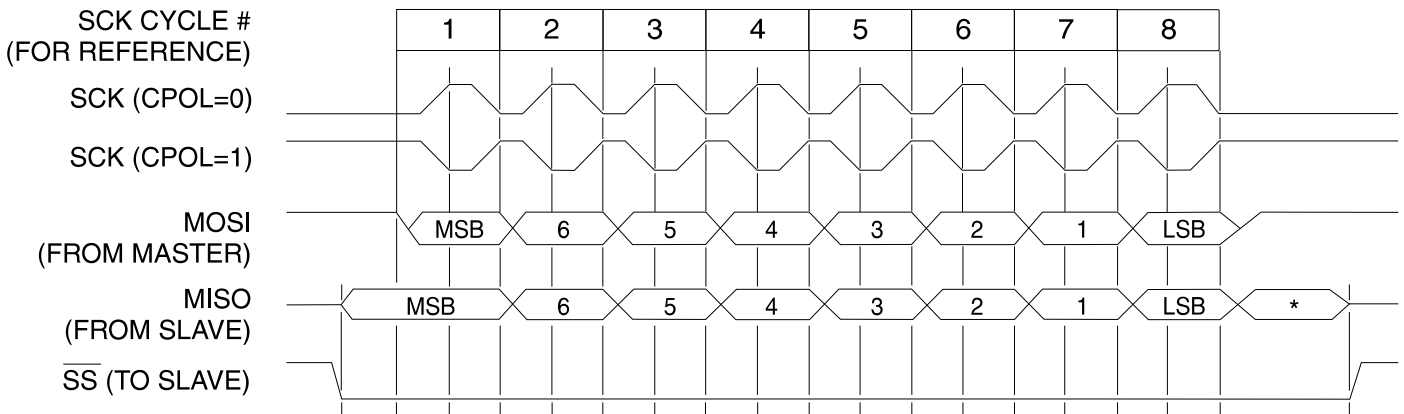 SCK CYCLE # 1 2 3 4 5 6 7 8
(FOR REFERENCE)
SCK (CPOL=0)
SCK (CPOL=1)
MOSI MSB 6 5 4 3 2 1 LSB
(FROM MASTER)
MISO MSB 6 5 4 3 2 1 LSB *
(FROM SLAVE)
SS (TO SLAVE)